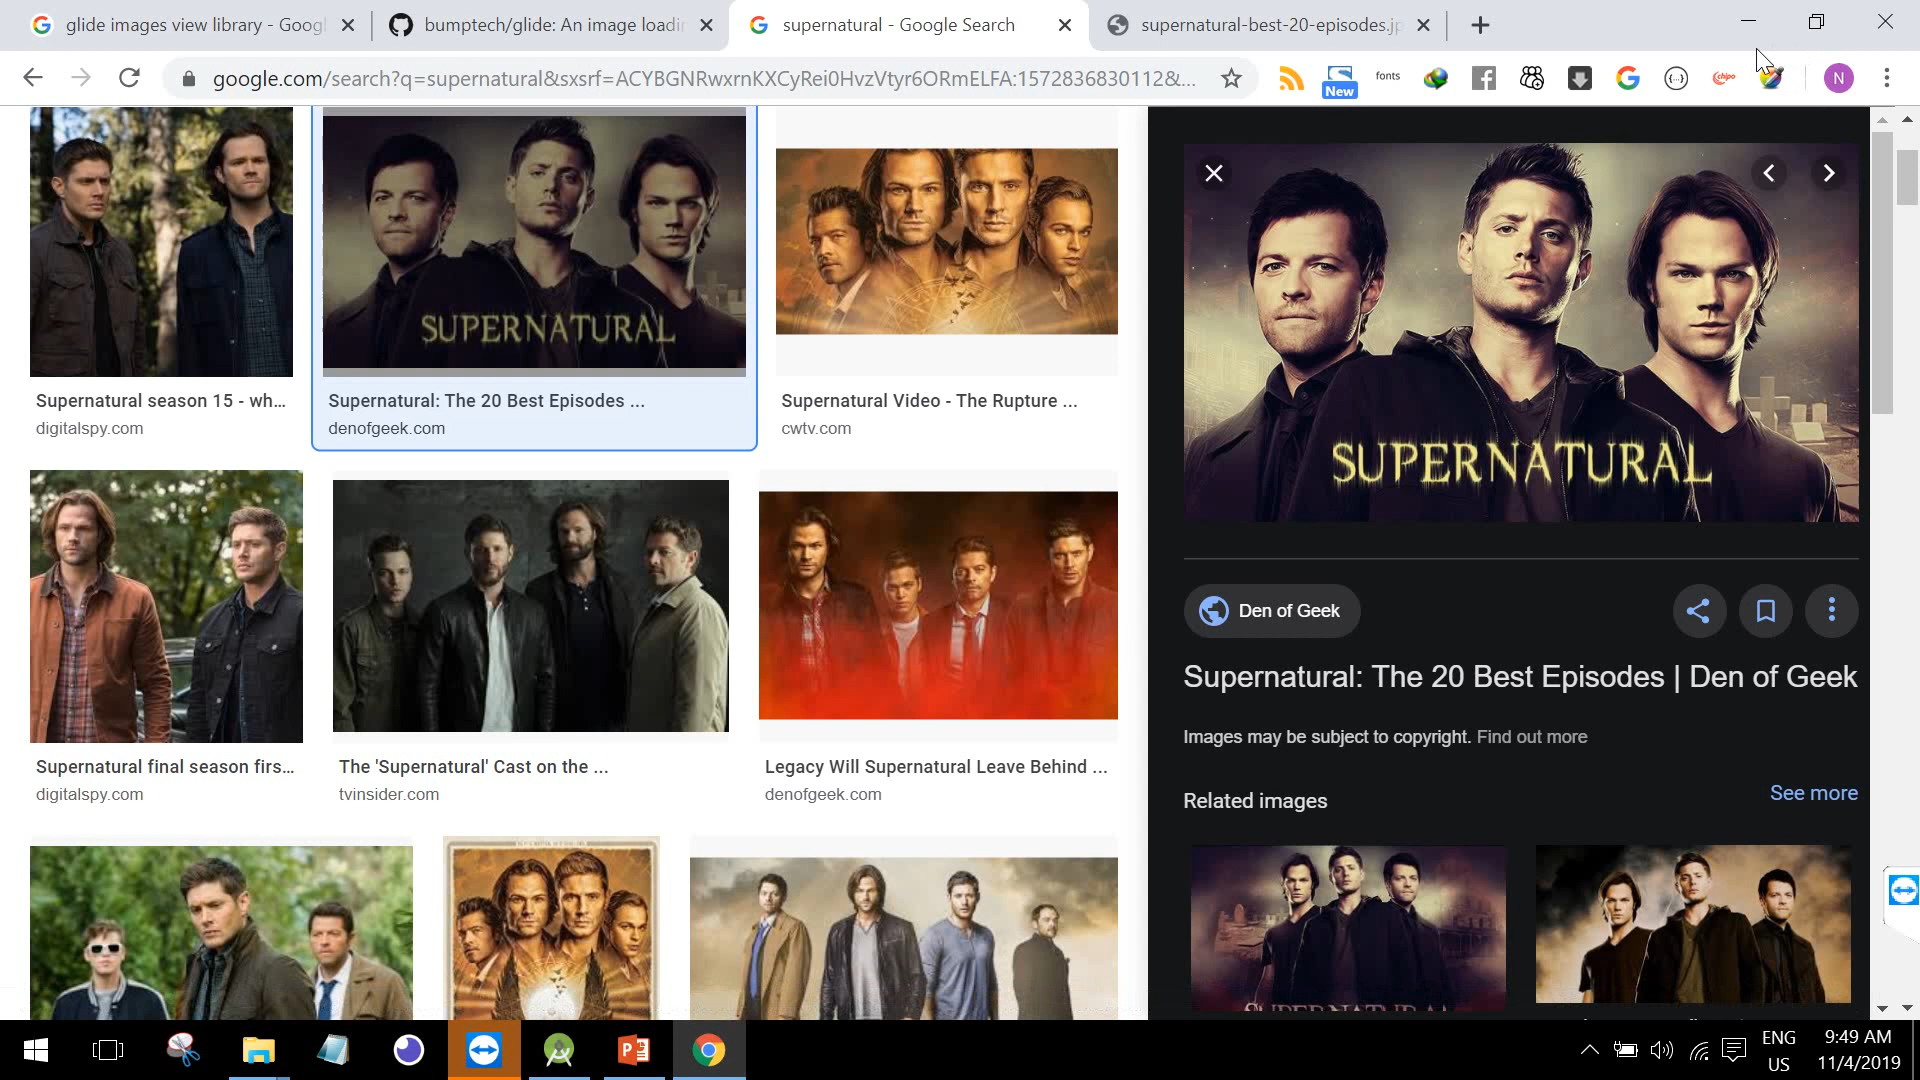 glide images view library - Googl
bumptech/glide: An image loadin
supernatural - Google Search
supernatural-best-20-episodes.jp
google.com/search?q=supernatural&sxsrf=ACYBGNRwxrnKXCyRei0HvzVtyr6ORmELFA:1572836830112&...
New
fonts
{...}
chipo
N
SUPERNATURAL
Supernatural season 15 - wh...
digitalspy.com
Supernatural: The 20 Best Episodes ...
denofgeek.com
Supernatural Video - The Rupture ...
cwtv.com
SUPERNATURAL
Den of Geek
Supernatural: The 20 Best Episodes | Den of Geek
Images may be subject to copyright. Find out more
Related images
See more
Supernatural final season firs...
digitalspy.com
The 'Supernatural' Cast on the ...
tvinsider.com
Legacy Will Supernatural Leave Behind ...
denofgeek.com
SUPERNATURAL
ENG
US
9:49 AM
11/4/2019